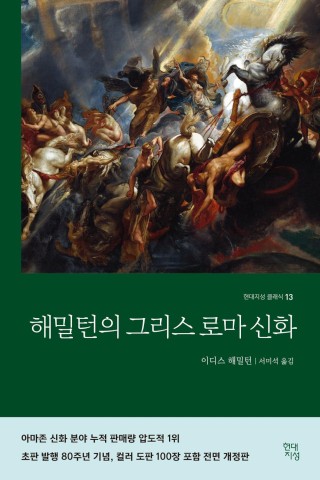 현대지성 클래식 13
해밀턴의 그리스 로마 신화
이디스 해밀턴 | 서미석 옮김
아마존 신화 분야 누적 판매량 압도적 1위
초판 발행 80주년 기념, 컬러 도판 100장 포함 전면 개정판
현대
지성